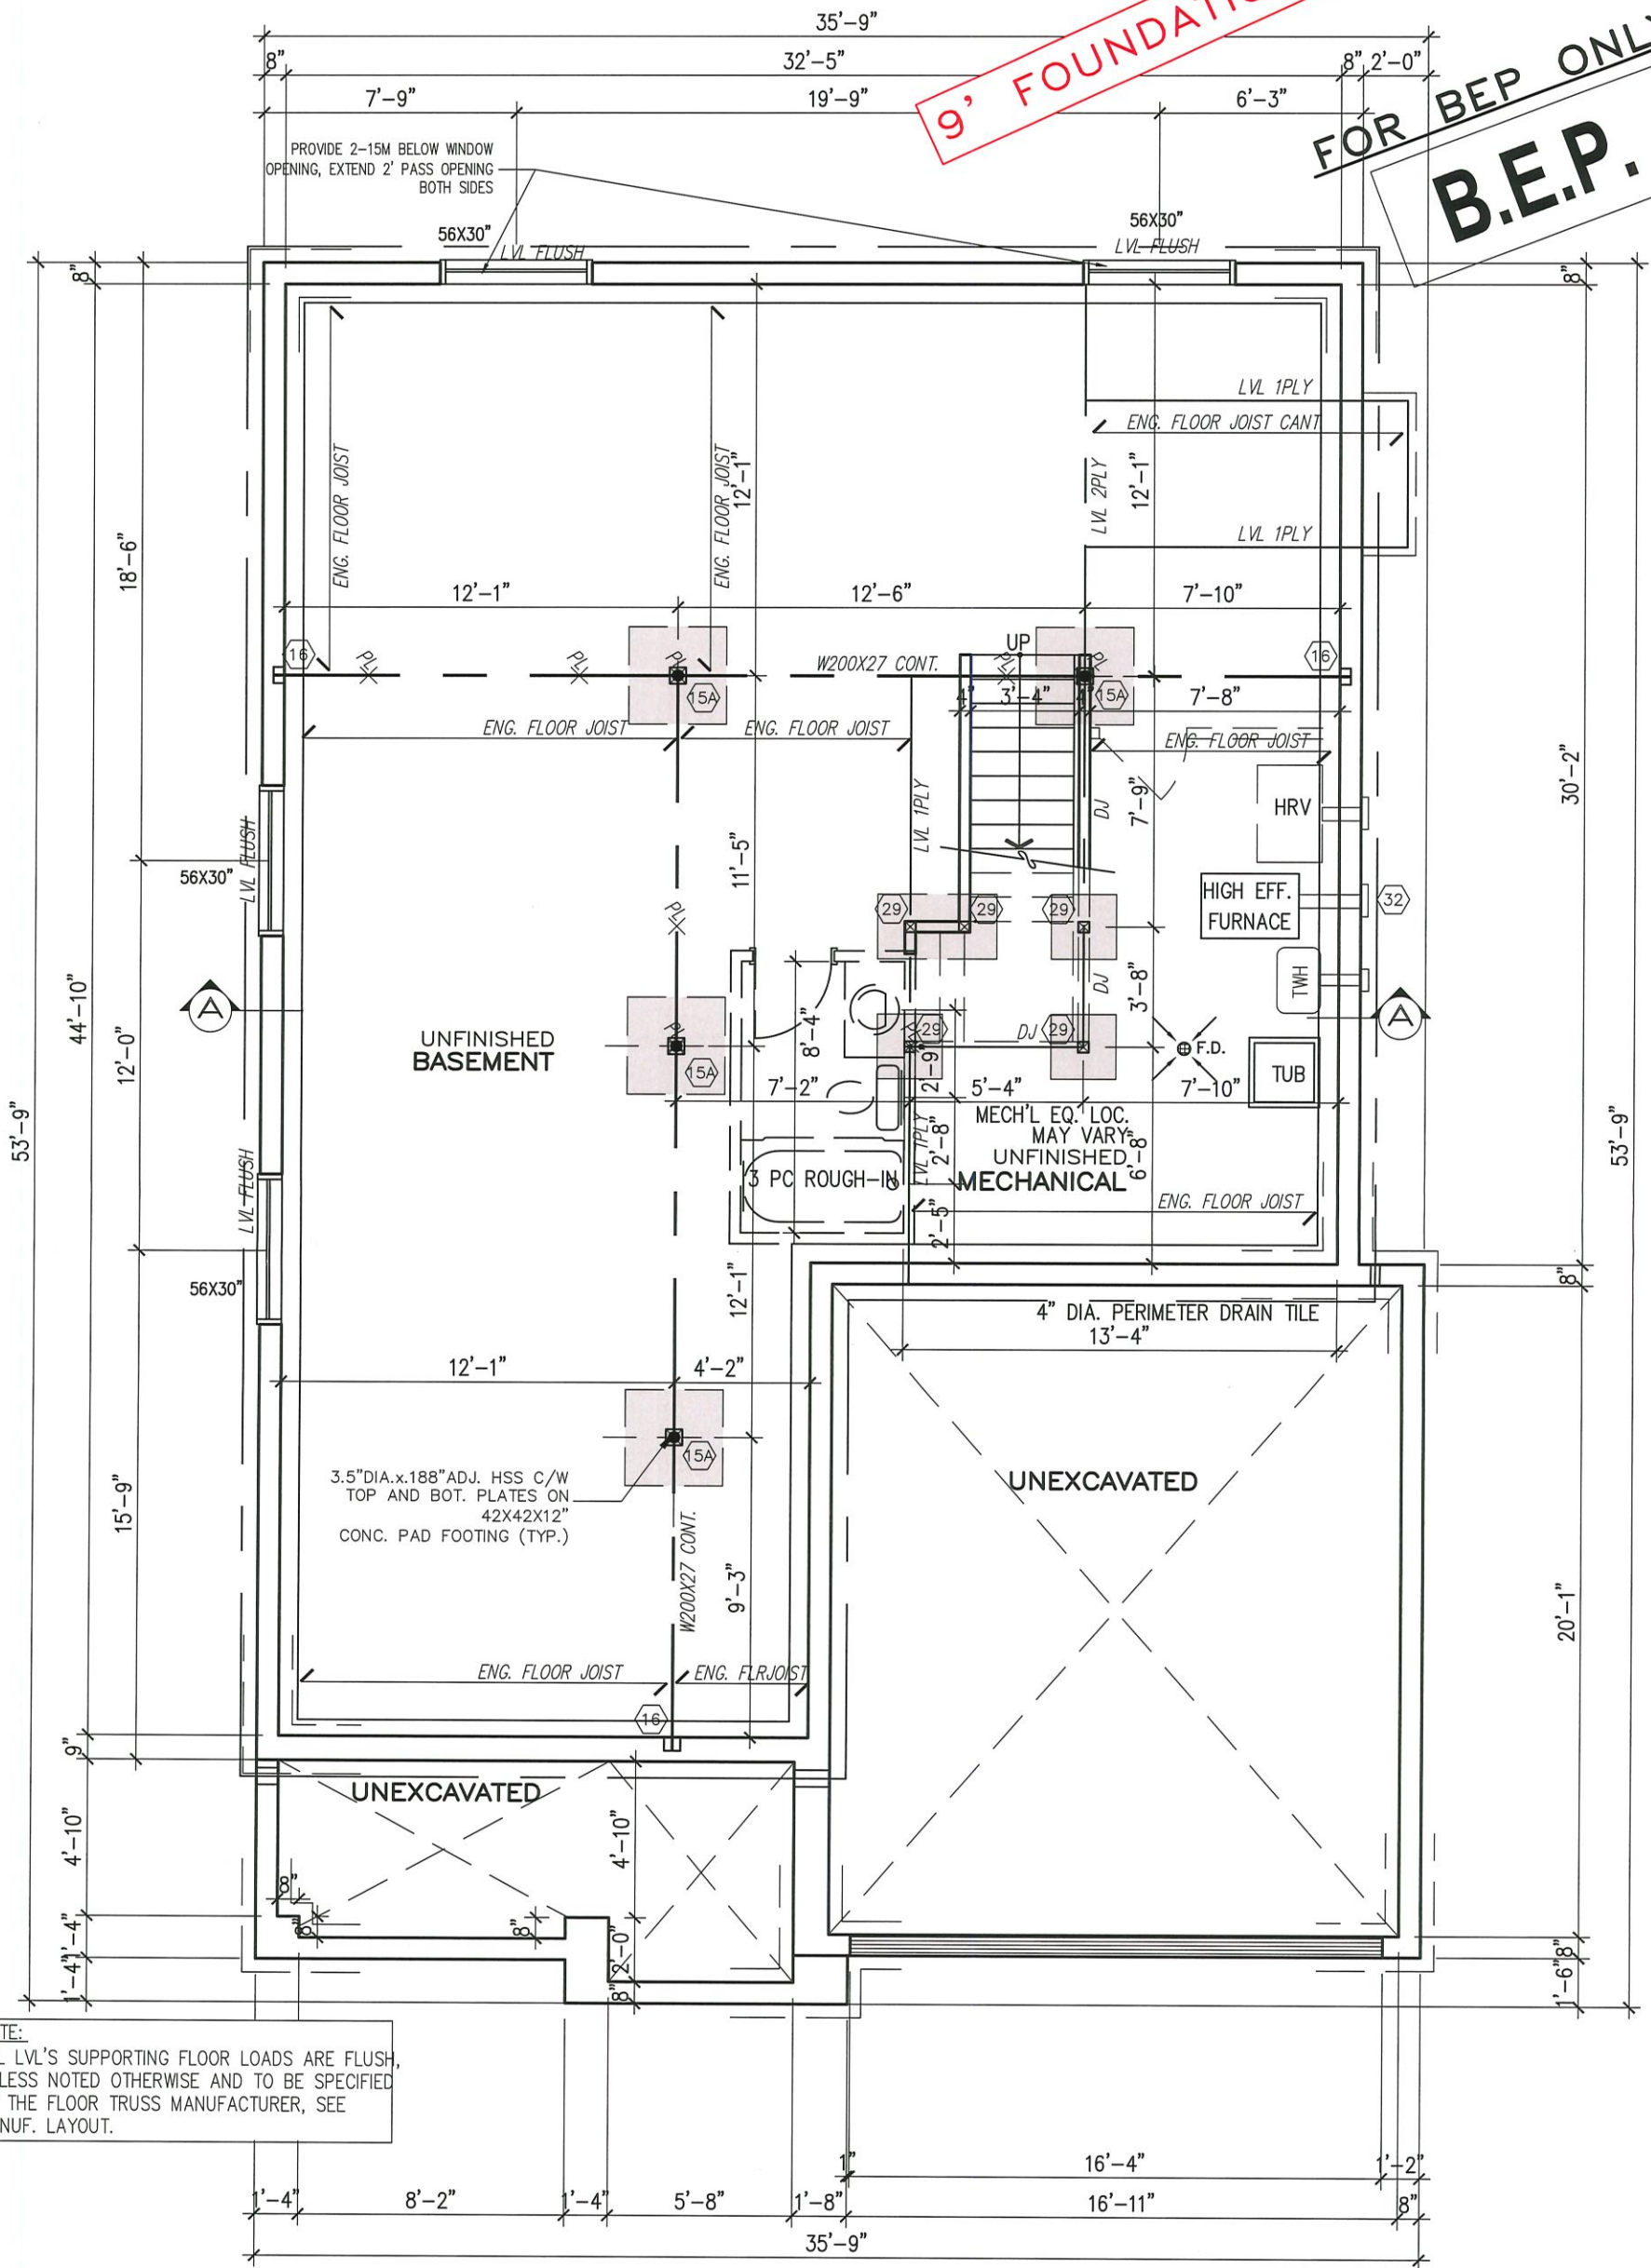 35'-9"
8"
32'-5"
8"
2'-0"
7'-9"
19'-9"
6'-3"
9' FOUNDATI
FOR BEP ONL
B.E.P.
PROVIDE 2-15M BELOW WINDOW
OPENING, EXTEND 2' PASS OPENING
BOTH SIDES
56X30"
LVL FLUSH
56X30"
LVL FLUSH
8"
8"
LVL 1PLY
ENG. FLOOR JOIST CANT
ENG. FLOOR JOIST
ENG. FLOOR JOIST
12'-1"
LVL 2PLY
12'-1"
LVL 1PLY
18'-6"
12'-1"
12'-6"
7'-10"
16
PL
PL
PL
W200X27 CONT.
UP
PL
16
15A
4"
3'-4"
4"
15A
7'-8"
ENG. FLOOR JOIST
ENG. FLOOR JOIST
ENG. FLOOR JOIST
30'-2"
LVL 1PLY
DJ
7'-9"
HRV
LVL FLUSH
11'-5"
56X30"
HIGH EFF.
FURNACE
32
29
29
29
PL
44'-10"
A
12'-0"
TWH
3'-8"
DJ
A
UNFINISHED
BASEMENT
8'-4"
29
DJ
29
F.D.
PL
15A
7'-2"
2'-9"
5'-4"
7'-10"
TUB
53'-9"
53'-9"
MECH'L EQ. LOC.
MAY VARY
UNFINISHED
MECHANICAL
LVL 1PLY
2'-8"
6'-8"
LVL FLUSH
3 PC ROUGH-IN
ENG. FLOOR JOIST
2'-5"
56X30"
12'-1"
8"
4" DIA. PERIMETER DRAIN TILE
13'-4"
12'-1"
4'-2"
15'-9"
15A
3.5"DIA.x.188"ADJ. HSS C/W
TOP AND BOT. PLATES ON
42X42X12"
CONC. PAD FOOTING (TYP.)
UNEXCAVATED
W200X27 CONT.
9'-3"
20'-1"
ENG. FLOOR JOIST
ENG. FLRJOIST
16
9"
UNEXCAVATED
4'-10"
4'-10"
8"
8"
8"
1'-4"
1'-4"
2'-0"
8"
8"
1'-6"
TE:
L LVL'S SUPPORTING FLOOR LOADS ARE FLUSH,
LESS NOTED OTHERWISE AND TO BE SPECIFIED
THE FLOOR TRUSS MANUFACTURER, SEE
NUF. LAYOUT.
1"
16'-4"
1'-2"
1'-4"
8'-2"
1'-4"
5'-8"
1'-8"
16'-11"
8"
35'-9"